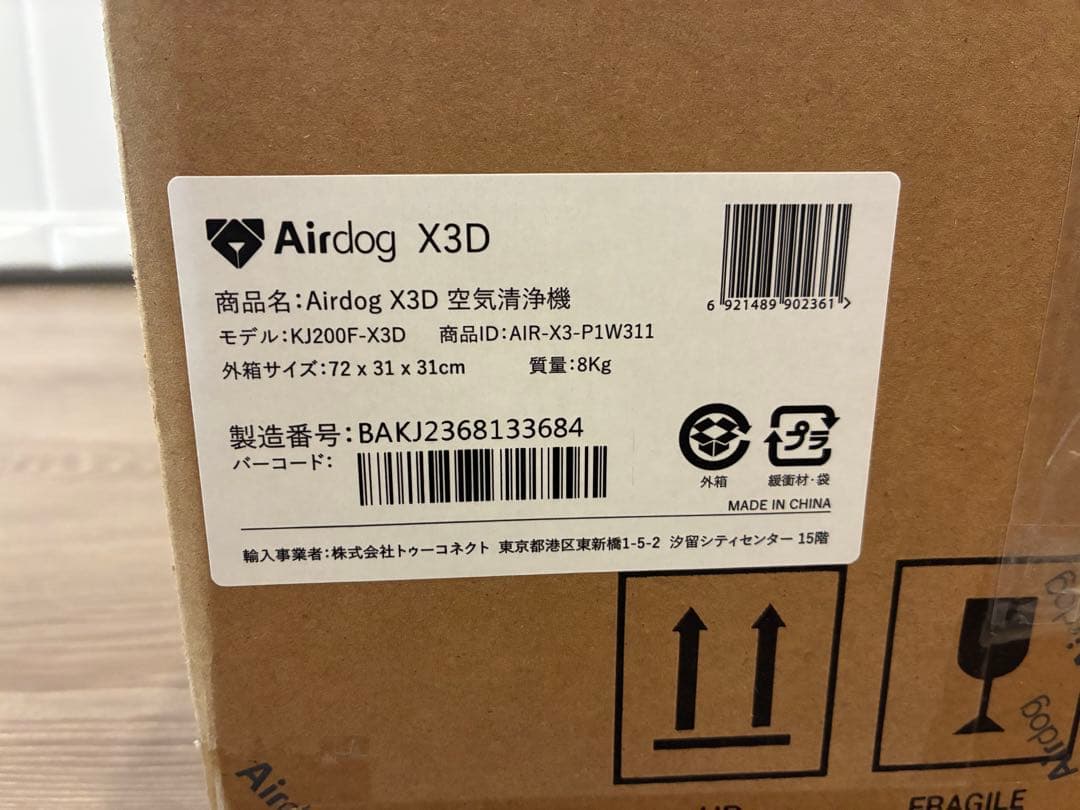 Airdog X3D
6 921489 902361 >
商品名:Airdog X3D 空気清浄機
モデル:KJ200F-X3D 商品ID:AIR-X3-P1W311
外箱サイズ:72 x 31 x 31cm 質量:8Kg
製造番号:BAKJ2368133684
バーコード:
プラ
外箱 緩衝材・袋
MADE IN CHINA
輸入事業者:株式会社トゥーコネクト 東京都港区東新橋1-5-2 汐留シティセンター 15階
Airdog
Airdog
FRAGILE